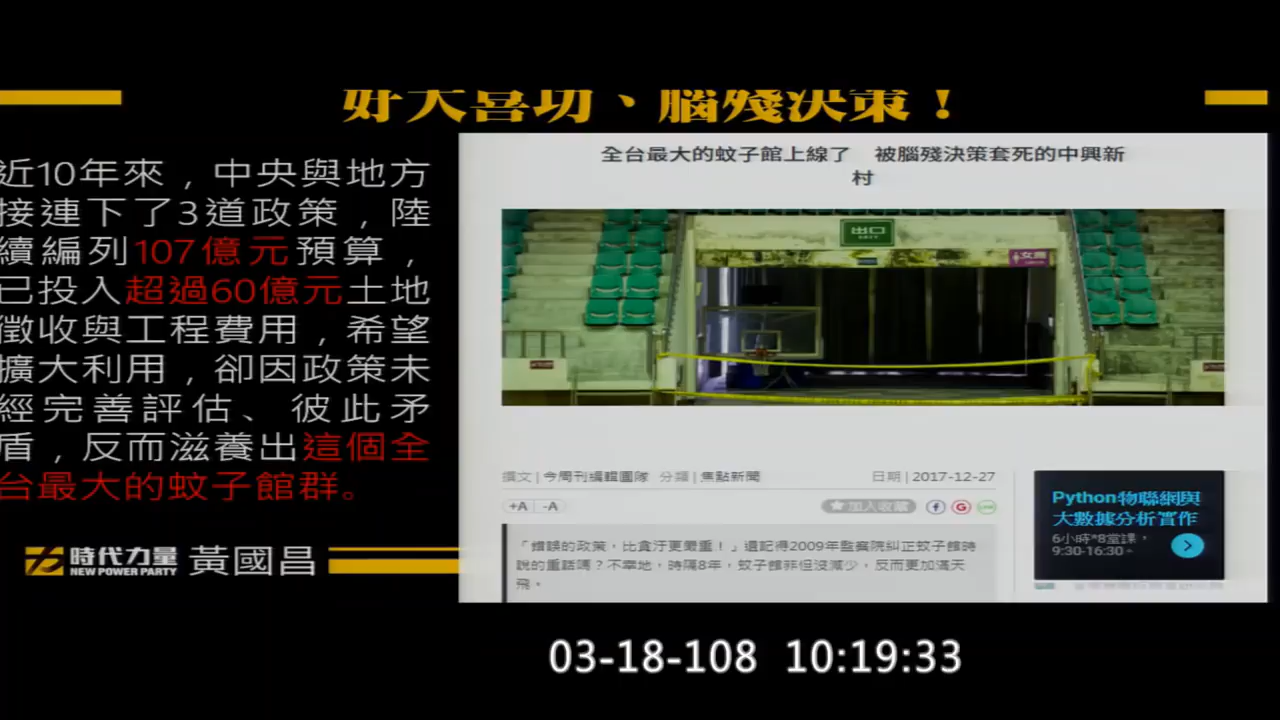 好大喜功、腦殘決策！
近10年來，中央與地方
接連下了3道政策，陸
續編列107億元預算，
已投入超過60億元土地
徵收與工程費用，希望
擴大利用，卻因政策未
經完善評估、彼此矛
盾，反而滋養出這個全
台最大的蚊子館群。
時代力量
NEW POWER PARTY
黃國昌
全台最大的蚊子館上線了 被腦殘決策套死的中興新
村
出口
女廁
撰文 | 今周刊編輯團隊 分類 | 焦點新聞 日期 | 2017-12-27
+A -A
加入收藏
「錯誤的政策，比貪汙更嚴重！」還記得2009年監察院糾正蚊子館時
說的重話嗎？不幸地，時隔8年，蚊子館非但沒減少，反而更加滿天
飛。
Python物聯網與
大數據分析實作
6小時*8堂課，
9:30-16:30。
03-18-108 10:19:33